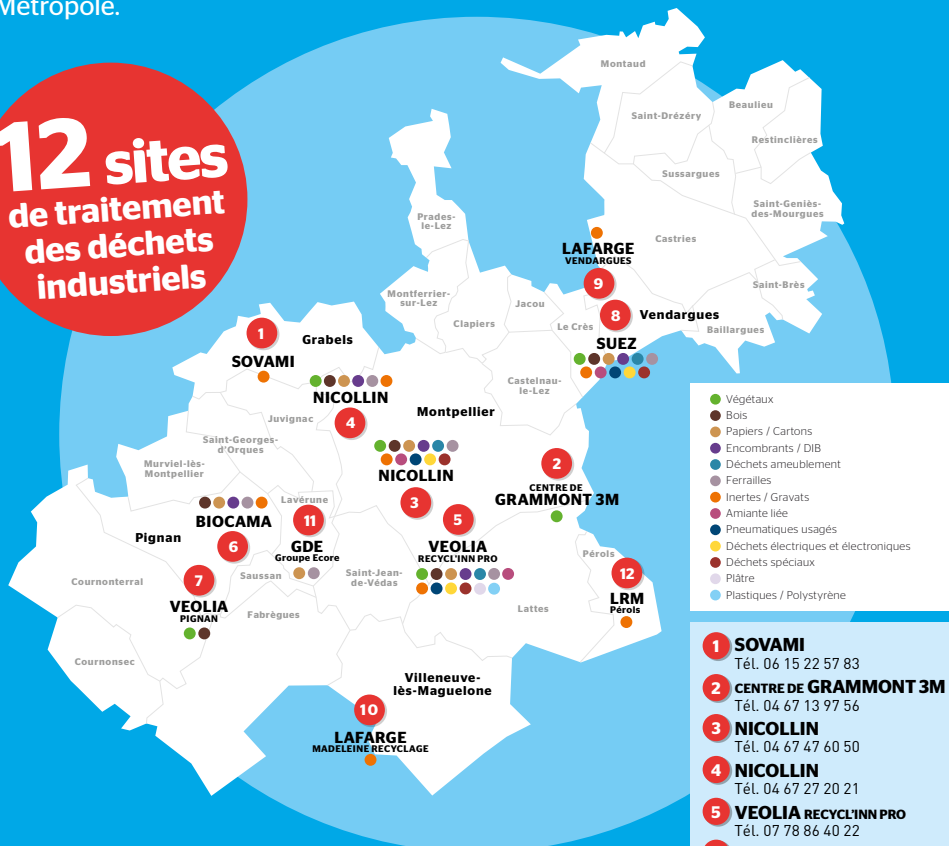 Métropole.
12 sites
de traitement
des déchets
industriels
Montaud
Saint-Drézéry
Beaulieu
Restinclières
Sussargues
Saint-Geniès-
des-Mourgues
Castries
Prades-
le-Lez
LAFARGE
VENDARGUES
9
Saint-Brès
Montferrier-
sur-Lez
Jacou
Clapiers
Le Crès
8
Vendargues
Baillargues
SUEZ
1
Grabels
SOVAMI
NICOLLIN
4
Castelnau-
le-Lez
Montpellier
Juvignac
Saint-Georges-
d'Orques
Murviel-lès-
Montpellier
NICOLLIN
3
2
CENTRE DE
GRAMMONT 3M
Lavérune
BIOCAMA
6
11
GDE
Groupe Ecore
5
VEOLIA
RECYCL'INN PRO
Pignan
Pérols
12
LRM
Pérols
Cournonterral
7
VEOLIA
PIGNAN
Saussan
Saint-Jean-
de-Védas
Fabrègues
Lattes
Cournonsec
Villeneuve-
lès-Maguelone
10
LAFARGE
MADELEINE RECYCLAGE
Végétaux
Bois
Papiers / Cartons
Encombrants / DIB
Déchets ameublement
Ferrailles
Inertes / Gravats
Amiante liée
Pneumatiques usagés
Déchets électriques et électroniques
Déchets spéciaux
Plâtre
Plastiques / Polystyrène
1 SOVAMI
Tél. 06 15 22 57 83
2 CENTRE DE GRAMMONT 3M
Tél. 04 67 13 97 56
3 NICOLLIN
Tél. 04 67 47 60 50
4 NICOLLIN
Tél. 04 67 27 20 21
5 VEOLIA RECYCL'INN PRO
Tél. 07 78 86 40 22